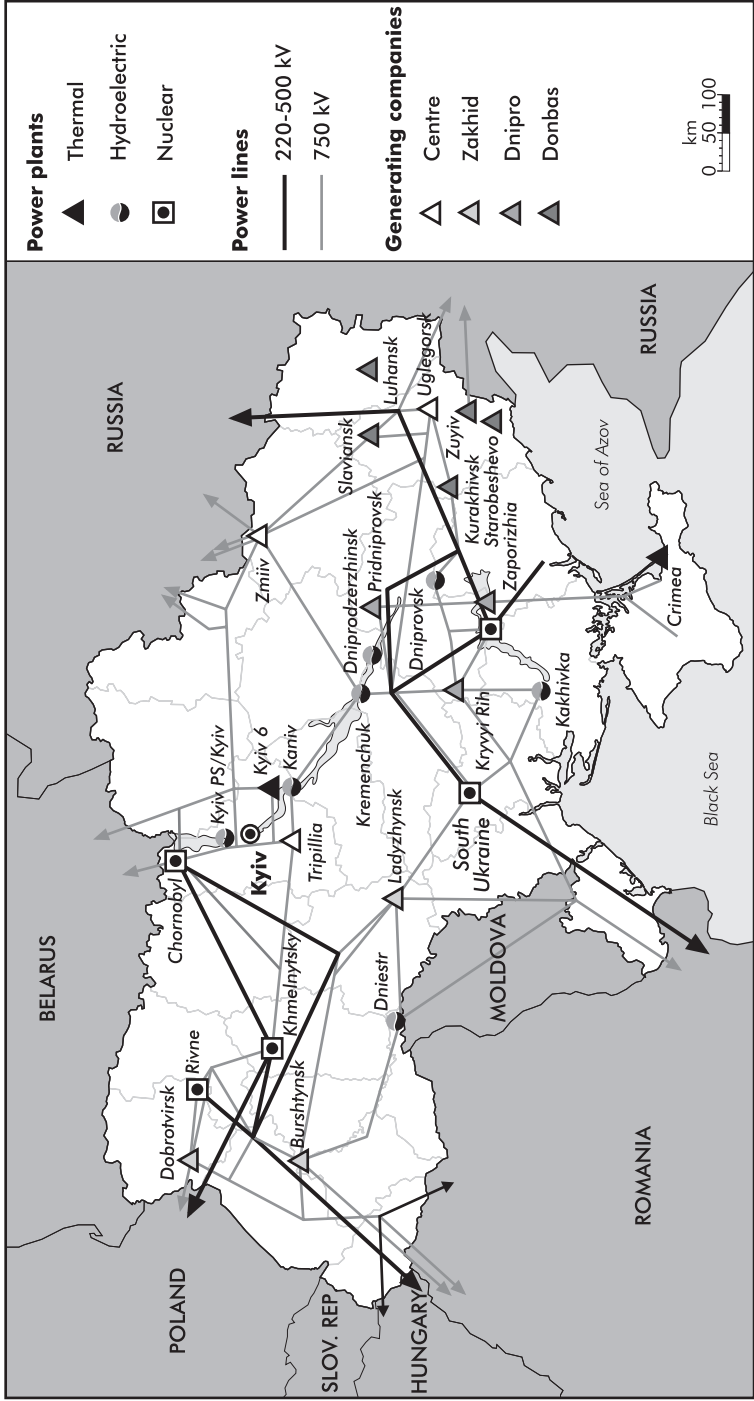 BELARUS
RUSSIA
POLAND
SLOV. REP
HUNGARY
ROMANIA
MOLDOVA
RUSSIA
Black Sea
Sea of Azov
Dobrotvirsk
Rivne
Chornobyl
Kyiv PS/Kyiv
Kyiv 6
Kyiv
Kaniv
Tripillia
Khmelnytsky
Burshtynsk
Dniestr
Ladyzhynsk
Kremenchuk
Zmiiv
Dniprodzerzhinsk
Pridniprovsk
Slaviansk
Luhansk
Uglegorsk
Zuyiv
Kurakhivsk
Starobeshevo
Zaporizhia
Dniprovsk
Kryvyi Rih
South
Ukraine
Kakhivka
Crimea
Power plants
Thermal
Hydroelectric
Nuclear
Power lines
220-500 kV
750 kV
Generating companies
Centre
Zakhid
Dnipro
Donbas
km
0 50 100